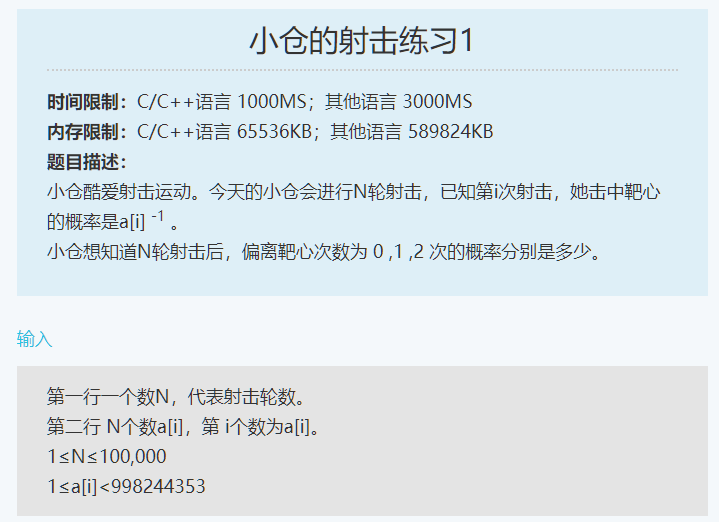 小仓的射击练习1
时间限制：C/C++语言 1000MS；其他语言 3000MS
内存限制：C/C++语言 65536KB；其他语言 589824KB
题目描述：
小仓酷爱射击运动。今天的小仓会进行N轮射击，已知第i次射击，她击中靶心
的概率是a[i] -1 。
小仓想知道N轮射击后，偏离靶心次数为 0 ,1 ,2 次的概率分别是多少。
输入
第一行一个数N，代表射击轮数。
第二行 N个数a[i]，第 i个数为a[i]。
1≤N≤100,000
1≤a[i]<998244353